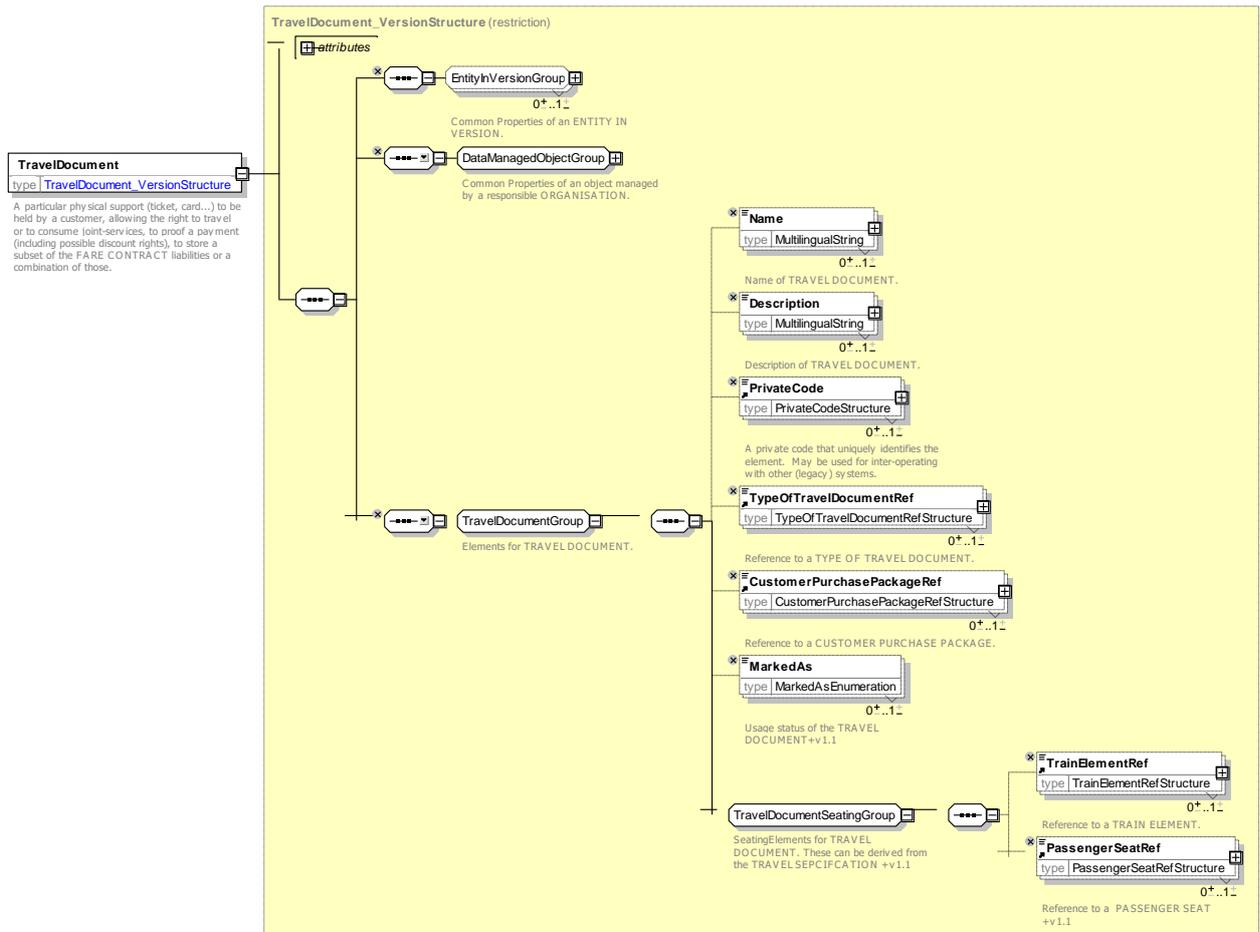 TravelDocument_VersionStructure (restriction)
attributes
EntityInVersionGroup
0+..1±
Common Properties of an ENTITY IN
VERSION.
TravelDocument
type TravelDocument_VersionStructure
A particular physical support (ticket, card...) to be
held by a customer, allowing the right to travel
or to consume joint-services, to proof a payment
(including possible discount rights), to store a
subset of the FARE CONTRACT liabilities or a
combination of those.
DataManagedObjectGroup
Common Properties of an object managed
by a responsible ORGANISATION.
Name
type MultilingualString
0+..1±
Name of TRAVEL DOCUMENT.
Description
type MultilingualString
0+..1±
Description of TRAVEL DOCUMENT.
PrivateCode
type PrivateCodeStructure
0+..1±
A private code that uniquely identifies the
element. May be used for inter-operating
with other (legacy) systems.
TravelDocumentGroup
Elements for TRAVEL DOCUMENT.
TypeOfTravelDocumentRef
type TypeOfTravelDocumentRefStructure
0+..1±
Reference to a TYPE OF TRAVEL DOCUMENT.
CustomerPurchasePackageRef
type CustomerPurchasePackageRefStructure
0+..1±
Reference to a CUSTOMER PURCHASE PACKAGE.
MarkedAs
type MarkedAsEnumeration
0+..1±
Usage status of the TRAVEL
DOCUMENT+v1.1
TravelDocumentSeatingGroup
SeatingElements for TRAVEL
DOCUMENT. These can be derived from
the TRAVEL SEPCIFCATION +v1.1
TrainElementRef
type TrainElementRefStructure
0+..1±
Reference to a TRAIN ELEMENT.
PassengerSeatRef
type PassengerSeatRefStructure
0+..1±
Reference to a PASSENGER SEAT
+v1.1